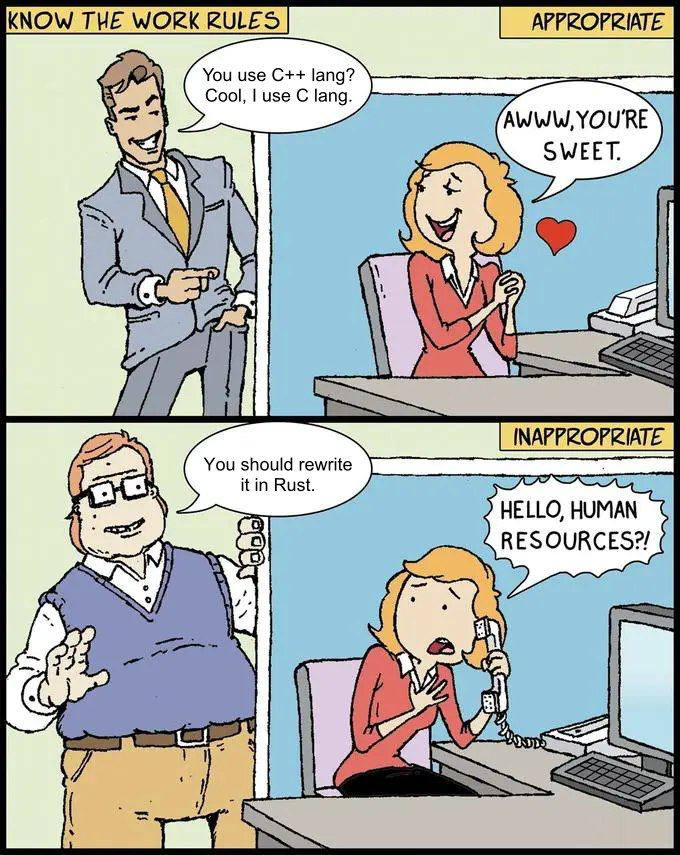 KNOW THE WORK RULES
APPROPRIATE
You use C++ lang?
Cool, I use C lang.
AWWW, YOU'RE
SWEET.
INAPPROPRIATE
You should rewrite
it in Rust.
HELLO, HUMAN
RESOURCES?!